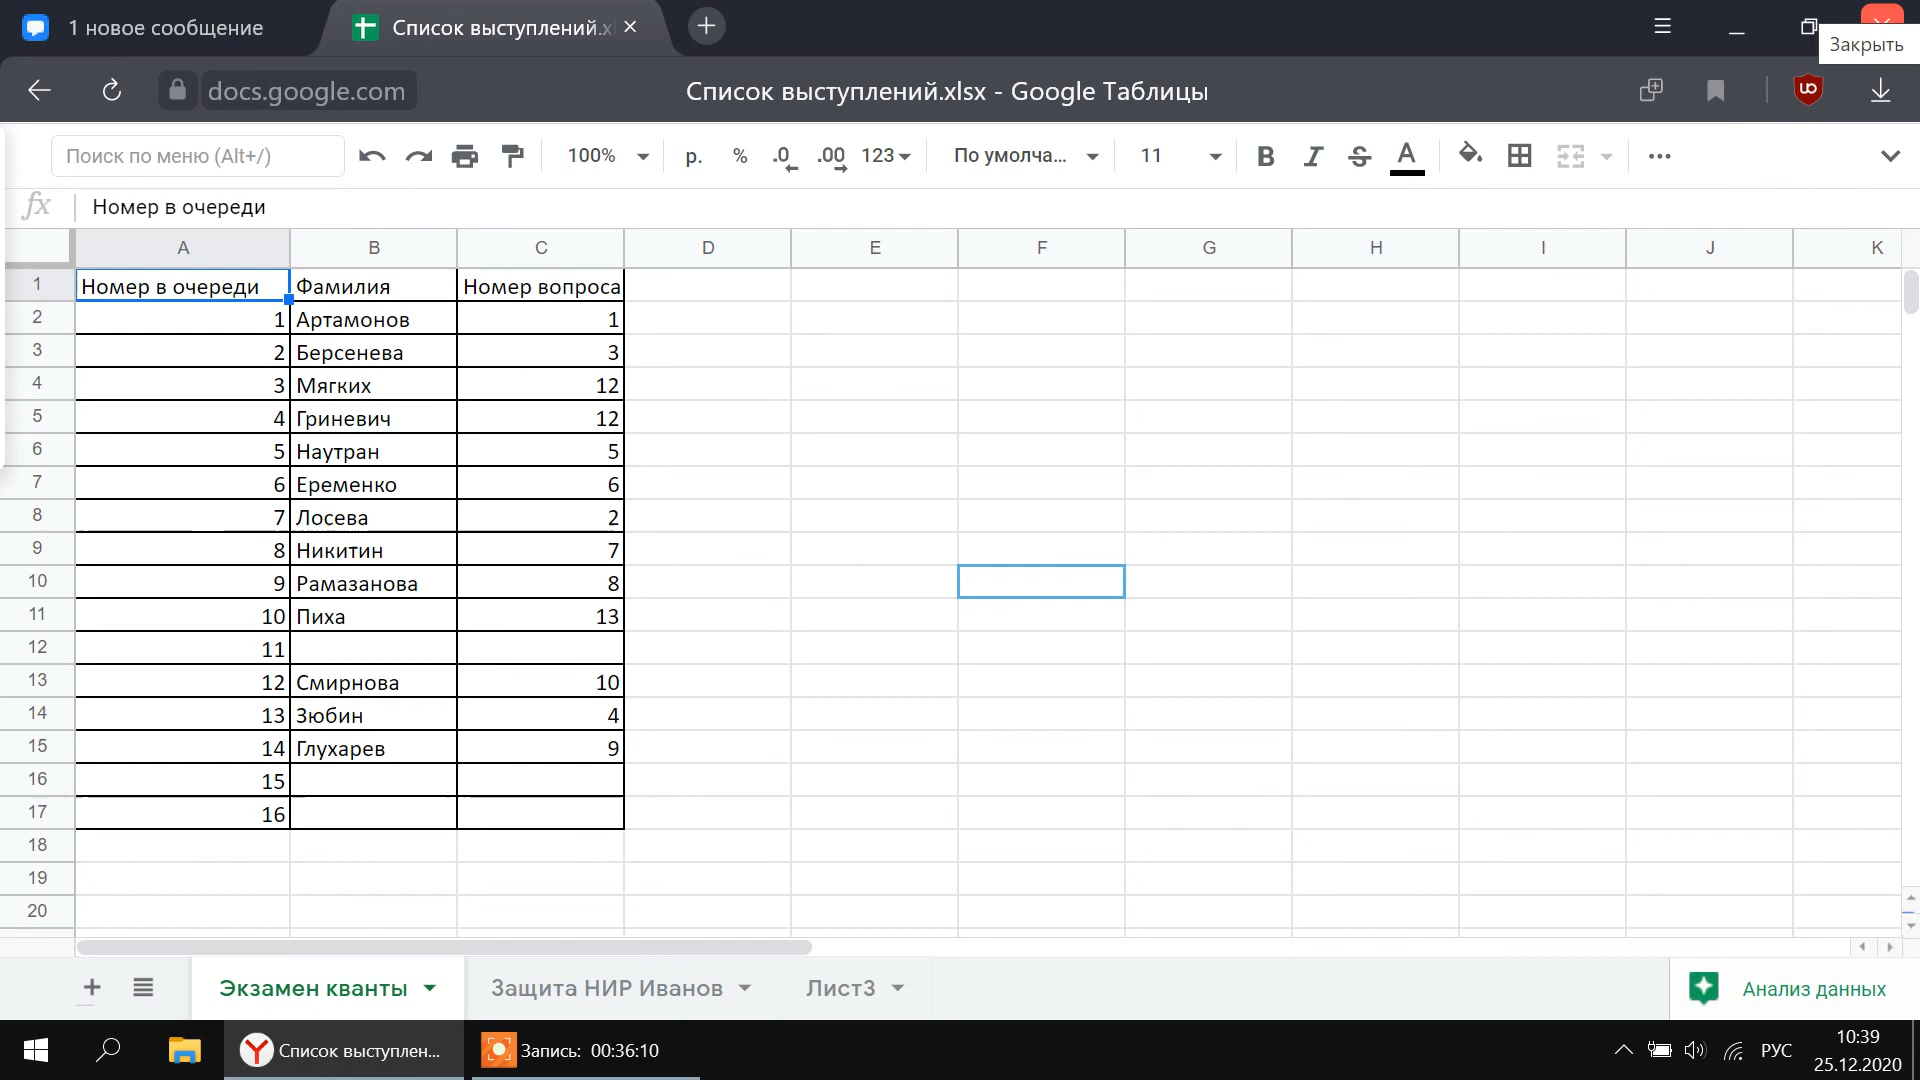 1 новое сообщение
Список выступлений.x
Закрыть
docs.google.com
Список выступлений.xlsx - Google Таблицы
Поиск по меню (Alt+/)
100%
р.
%
.0
.00
123
По умолча...
11
B
I
S
A
fx
Номер в очереди
A B C D E F G H I J K
1 Номер в очереди Фамилия Номер вопроса
2 1 Артамонов 1
3 2 Берсенева 3
4 3 Мягких 12
5 4 Гриневич 12
6 5 Наутран 5
7 6 Еременко 6
8 7 Лосева 2
9 8 Никитин 7
10 9 Рамазанова 8
11 10 Пиха 13
12 11
13 12 Смирнова 10
14 13 Зюбин 4
15 14 Глухарев 9
16 15
17 16
18
19
20
Экзамен кванты
Защита НИР Иванов
Лист3
Анализ данных
Список выступлен...
Запись: 00:36:10
РУС
10:39
25.12.2020